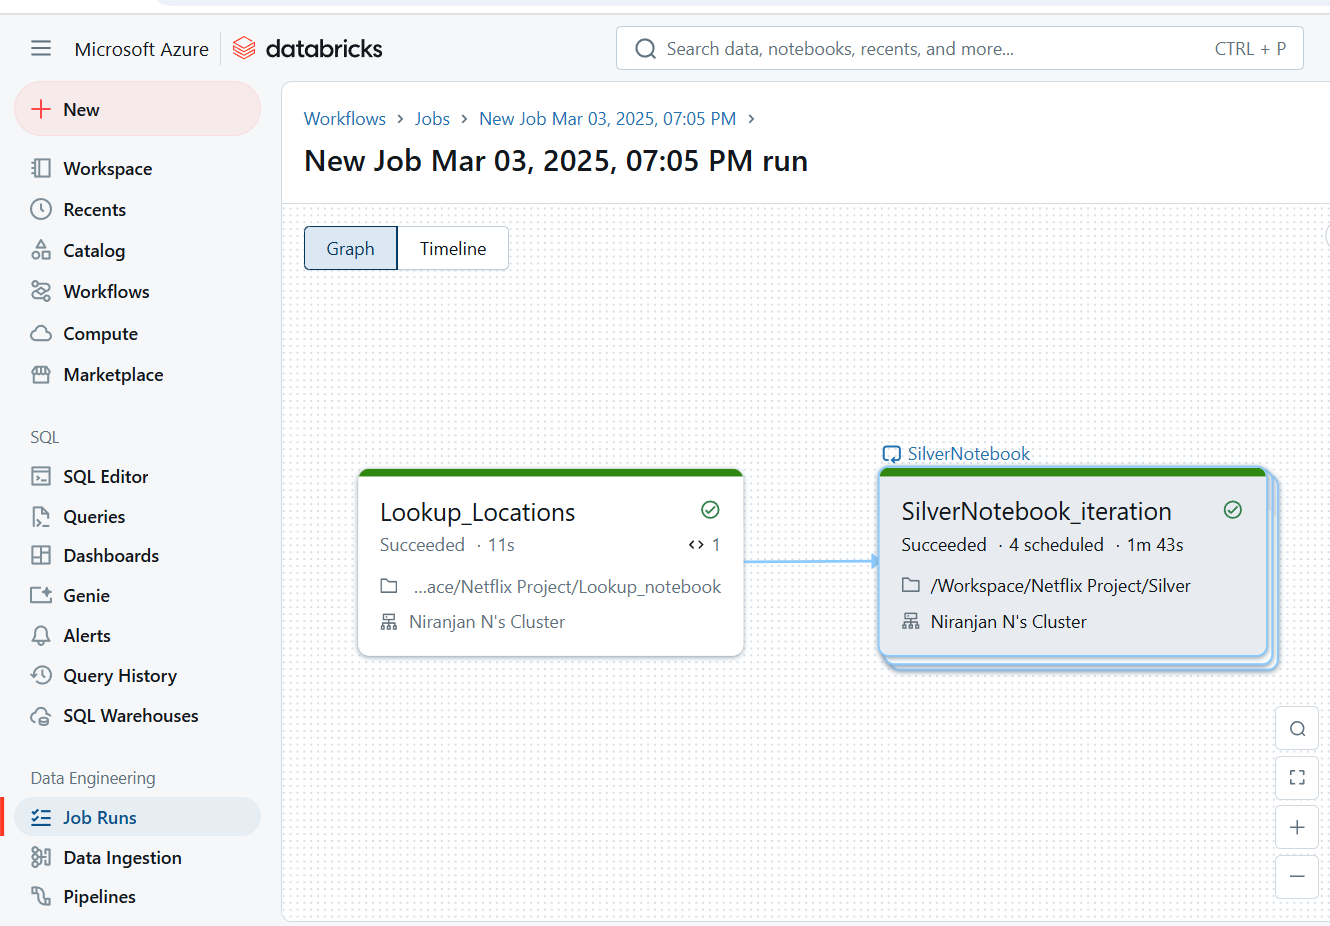 Microsoft Azure
databricks
Search data, notebooks, recents, and more...
CTRL + P
New
Workspace
Recents
Catalog
Workflows
Compute
Marketplace
SQL
SQL Editor
Queries
Dashboards
Genie
Alerts
Query History
SQL Warehouses
Data Engineering
Job Runs
Data Ingestion
Pipelines
Workflows > Jobs > New Job Mar 03, 2025, 07:05 PM >
New Job Mar 03, 2025, 07:05 PM run
Graph
Timeline
Lookup_Locations
Succeeded · 11s
1
...ace/Netflix Project/Lookup_notebook
Niranjan N's Cluster
SilverNotebook
SilverNotebook_iteration
Succeeded · 4 scheduled · 1m 43s
/Workspace/Netflix Project/Silver
Niranjan N's Cluster